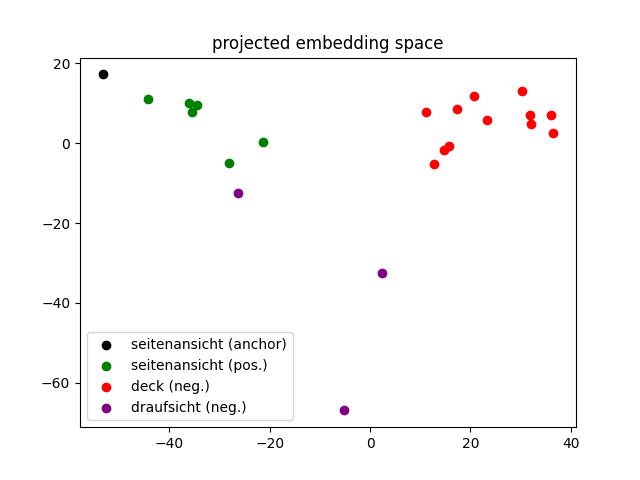 projected embedding space
20
0
−20
−40
−60
seitenansicht (anchor)
seitenansicht (pos.)
deck (neg.)
draufsicht (neg.)
−40 −20 0 20 40